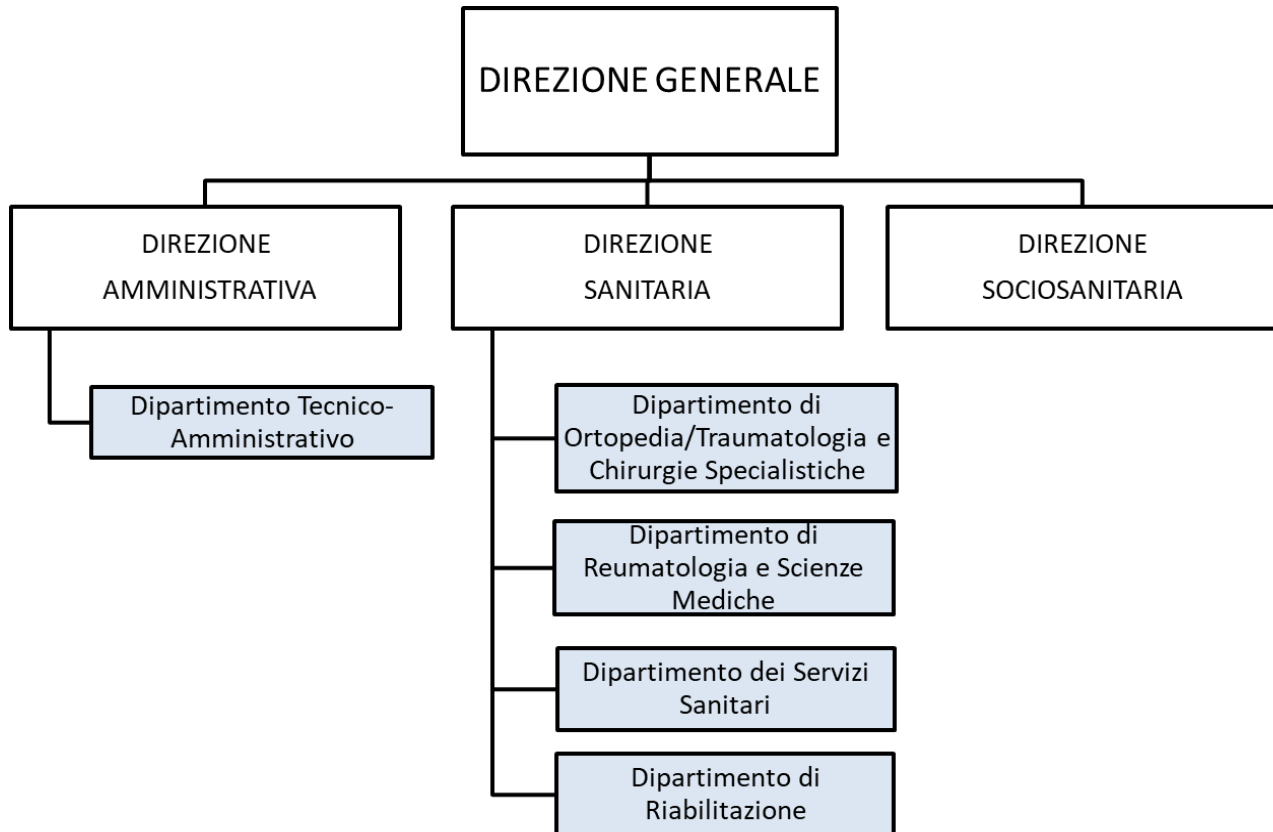 DIREZIONE GENERALE
DIREZIONE
AMMINISTRATIVA
DIREZIONE
SANITARIA
DIREZIONE
SOCIOSANITARIA
Dipartimento Tecnico-
Amministrativo
Dipartimento di
Ortopedia/Traumatologia e
Chirurgie Specialistiche
Dipartimento di
Reumatologia e Scienze
Mediche
Dipartimento dei Servizi
Sanitari
Dipartimento di
Riabilitazione